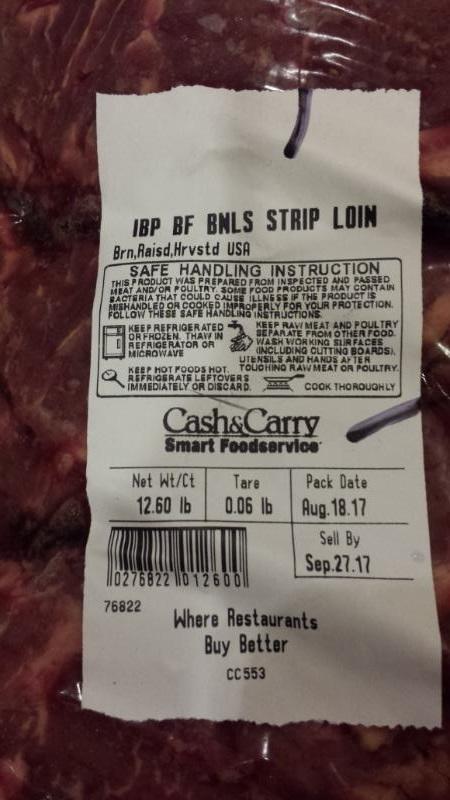 IBP BF BNLS STRIP LOIN
Brn,Raisd,Hrvstd USA
SAFE HANDLING INSTRUCTION
THIS PRODUCT WAS PREPARED FROM INSPECTED AND PASSED
MEAT AND/OR POULTRY. SOME FOOD PRODUCTS MAY CONTAIN
BACTERIA THAT COULD CAUSE ILLNESS IF THE PRODUCT IS
MISHANDLED OR COOKED IMPROPERLY FOR YOUR PROTECTION.
FOLLOW THESE SAFE HANDLING INSTRUCTIONS.
KEEP REFRIGERATED
OR FROZEN. THAW IN
REFRIGERATOR OR
MICROWAVE
KEEP RAW MEAT AND POULTRY
SEPARATE FROM OTHER FOOD.
WASH WORKING SURFACES
(INCLUDING CUTTING BOARDS),
UTENSILS AND HANDS AFTER
TOUCHING RAW MEAT OR POULTRY.
KEEP HOT FOODS HOT.
REFRIGERATE LEFTOVERS
IMMEDIATELY OR DISCARD.
COOK THOROUGHLY
Cash&Carry
Smart Foodservice
Net Wt/Ct
12.60 lb
Tare
0.06 lb
Pack Date
Aug.18.17
Sell By
Sep.27.17
0276822 012600
76822
Where Restaurants
Buy Better
CC553